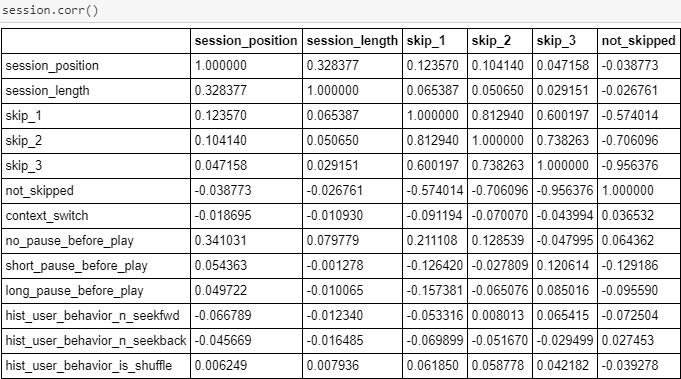 session.corr()
session_position session_length skip_1 skip_2 skip_3 not_skipped
session_position 1.000000 0.328377 0.123570 0.104140 0.047158 -0.038773
session_length 0.328377 1.000000 0.065387 0.050650 0.029151 -0.026761
skip_1 0.123570 0.065387 1.000000 0.812940 0.600197 -0.574014
skip_2 0.104140 0.050650 0.812940 1.000000 0.738263 -0.706096
skip_3 0.047158 0.029151 0.600197 0.738263 1.000000 -0.956376
not_skipped -0.038773 -0.026761 -0.574014 -0.706096 -0.956376 1.000000
context_switch -0.018695 -0.010930 -0.091194 -0.070070 -0.043994 0.036532
no_pause_before_play 0.341031 0.079779 0.211108 0.128539 -0.047995 0.064362
short_pause_before_play 0.054363 -0.001278 -0.126420 -0.027809 0.120614 -0.129186
long_pause_before_play 0.049722 -0.010065 -0.157381 -0.065076 0.085016 -0.095590
hist_user_behavior_n_seekfwd -0.066789 -0.012340 -0.053316 0.008013 0.065415 -0.072504
hist_user_behavior_n_seekback -0.045669 -0.016485 -0.069899 -0.051670 -0.029499 0.027453
hist_user_behavior_is_shuffle 0.006249 0.007936 0.061850 0.058778 0.042182 -0.039278